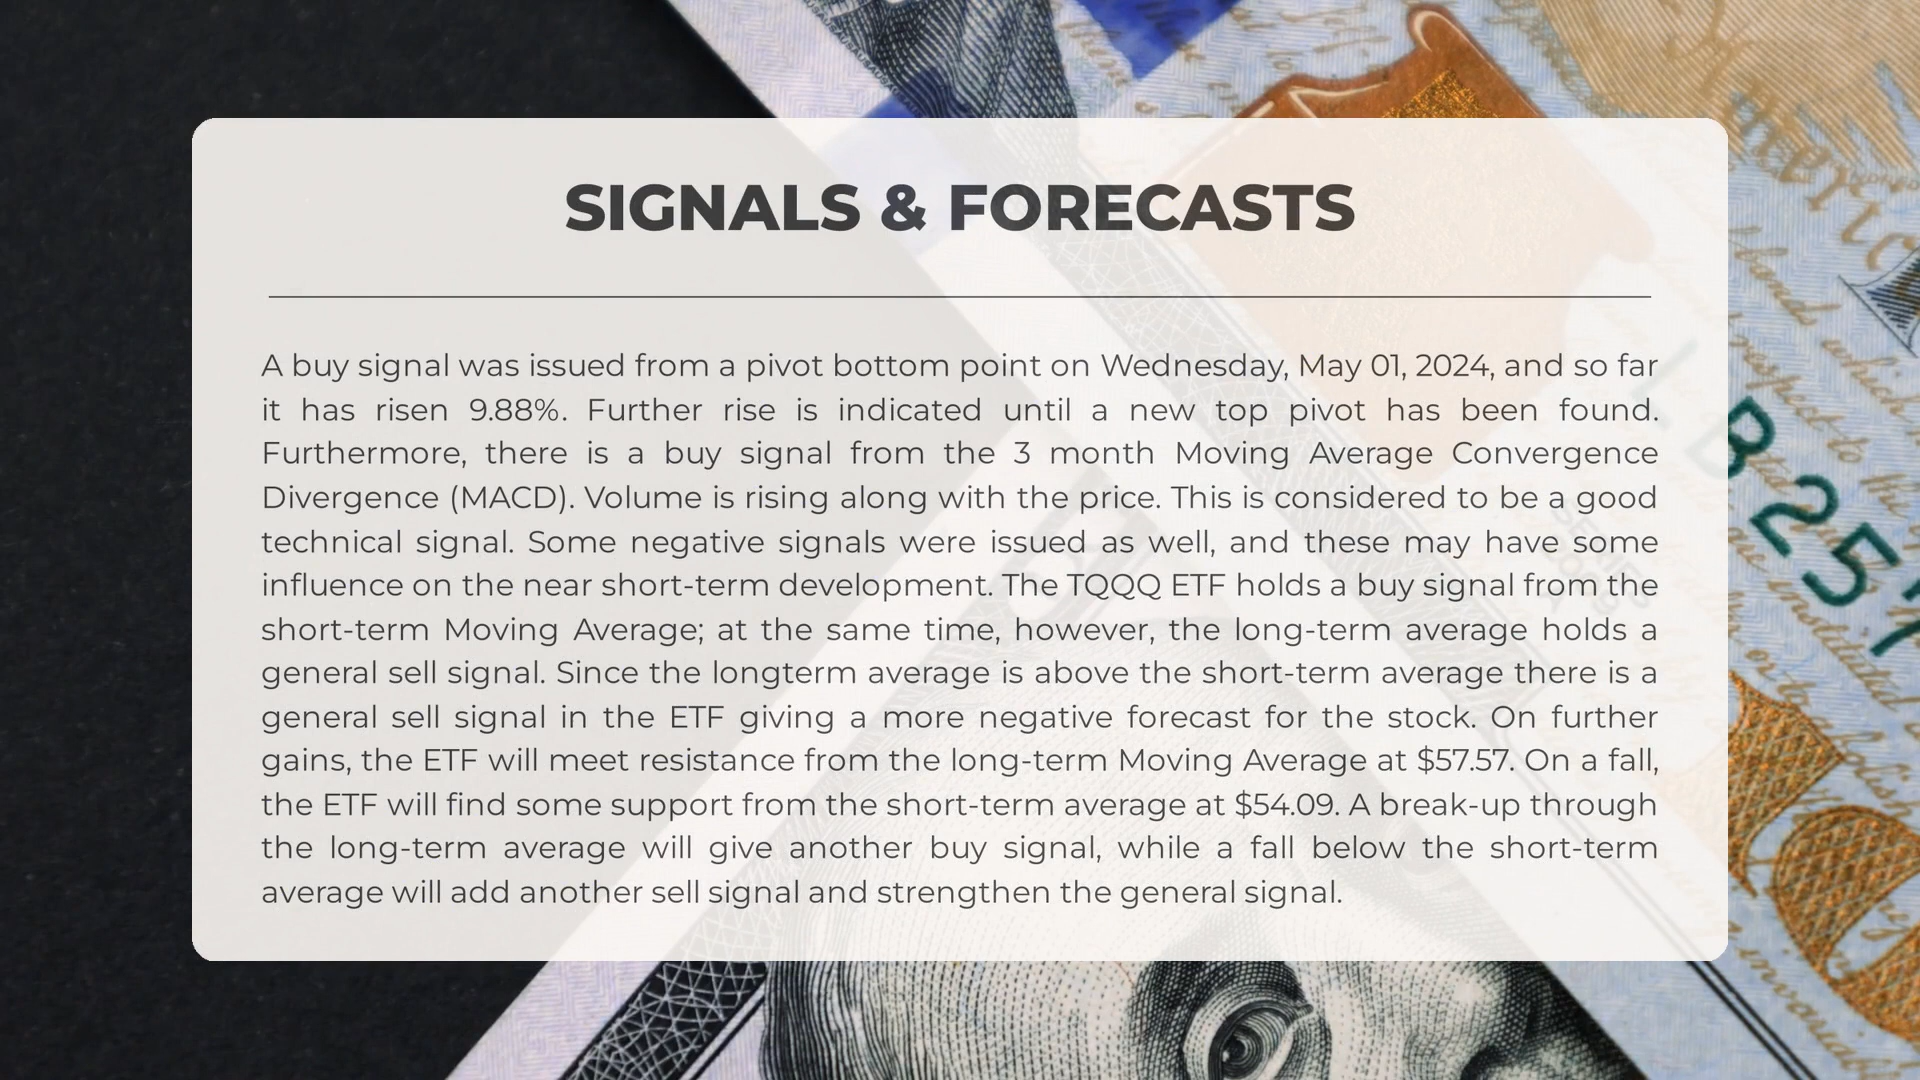 SIGNALS & FORECASTS
A buy signal was issued from a pivot bottom point on Wednesday, May 01, 2024, and so far
it has risen 9.88%. Further rise is indicated until a new top pivot has been found.
Furthermore, there is a buy signal from the 3 month Moving Average Convergence
Divergence (MACD). Volume is rising along with the price. This is considered to be a good
technical signal. Some negative signals were issued as well, and these may have some
influence on the near short-term development. The TQQQ ETF holds a buy signal from the
short-term Moving Average; at the same time, however, the long-term average holds a
general sell signal. Since the longterm average is above the short-term average there is a
general sell signal in the ETF giving a more negative forecast for the stock. On further
gains, the ETF will meet resistance from the long-term Moving Average at $57.57. On a fall,
the ETF will find some support from the short-term average at $54.09. A break-up through
the long-term average will give another buy signal, while a fall below the short-term
average will add another sell signal and strengthen the general signal.